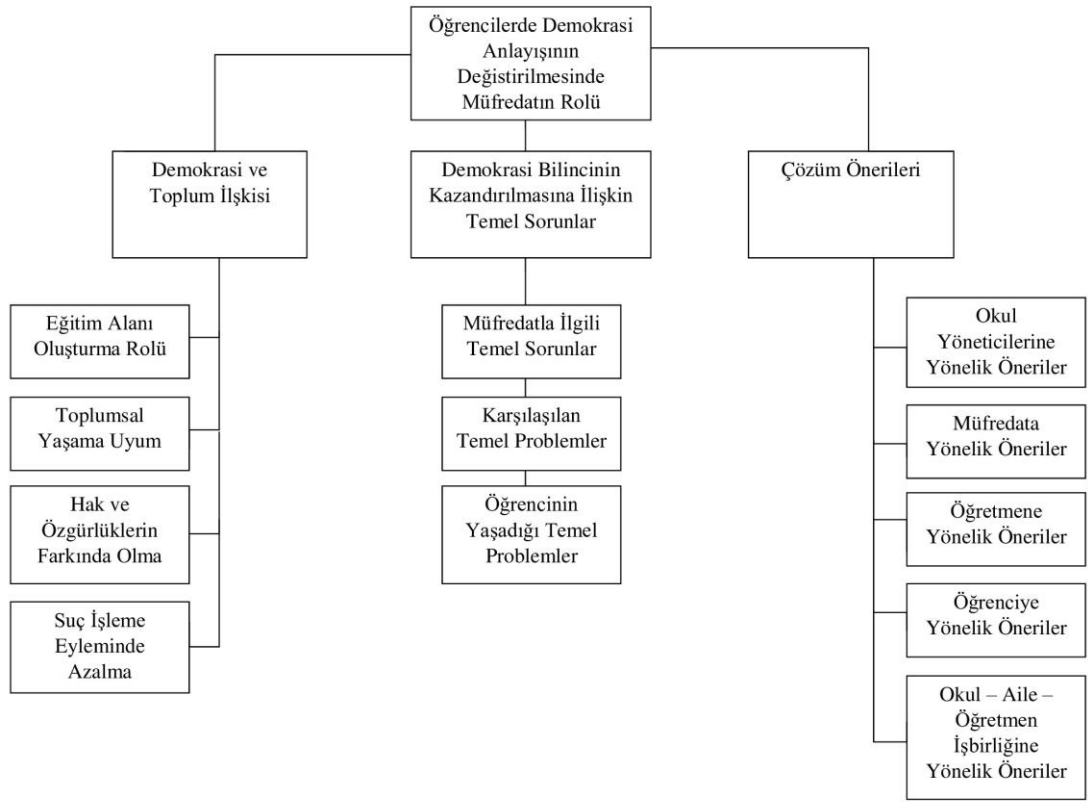 Öğrencilerde Demokrasi
Anlayışının
Değistirilmesinde
Müfredatın Rolü
Demokrasi ve
Toplum İlşkisi
Demokrasi Bilincinin
Kazandırılmasına İlişkin
Temel Sorunlar
Çözüm Önerileri
Eğitim Alanı
Oluşturma Rolü
Toplumsal
Yaşama Uyum
Hak ve
Özgürlüklerin
Farkında Olma
Suç İşleme
Eyleminde
Azalma
Müfredatla İlgili
Temel Sorunlar
Karşılaşılan
Temel Problemler
Öğrencinin
Yaşadığı Temel
Problemler
Okul
Yöneticilerine
Yönelik Öneriler
Müfredata
Yönelik Öneriler
Öğretmene
Yönelik Öneriler
Öğrenciye
Yönelik Öneriler
Okul – Aile –
Öğretmen
İşbirliğine
Yönelik Öneriler